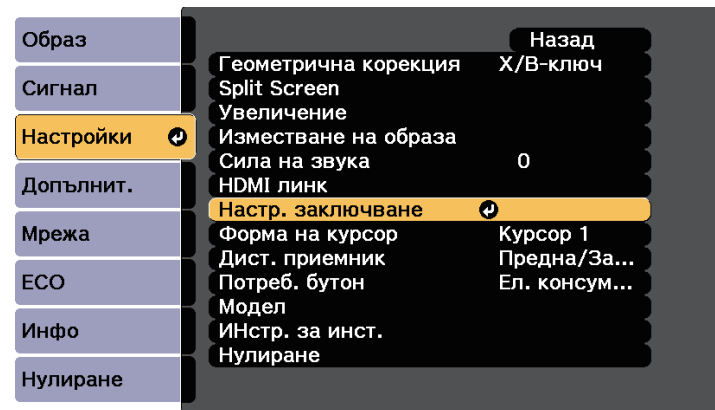 Образ
Сигнал
Настройки
Допълнит.
Мрежа
ECO
Инфо
Нулиране
Назад
Геометрична корекция Х/В-ключ
Split Screen
Увеличение
Изместване на образа
Сила на звука 0
HDMI линк
Настр. заключване
Форма на курсор Курсор 1
Дист. приемник Предна/За...
Потреб. бутон Ел. консум...
Модел
ИНстр. за инст.
Нулиране